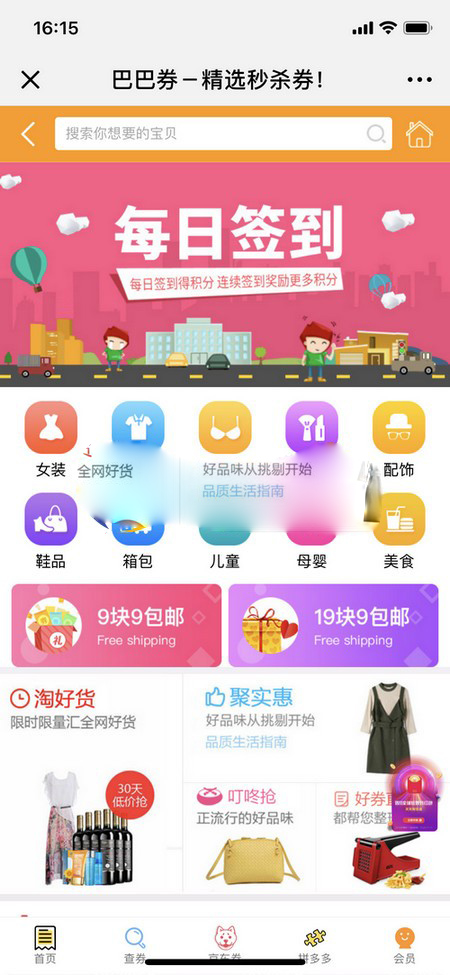 16:15
巴巴券－精选秒杀券！
搜索你想要的宝贝
每日签到
每日签到得积分 连续签到奖励更多积分
女装
全网好货
好品味从挑剔开始
配饰
品质生活指南
鞋品
箱包
儿童
母婴
美食
9块9包邮
Free shipping
19块9包邮
Free shipping
淘好货
限时限量汇全网好货
聚实惠
好品味从挑剔开始
品质生活指南
30天
低价抢
叮咚抢
正流行的好品味
好券
都帮您整
礼
首页
查券
京东券
拼多多
会员